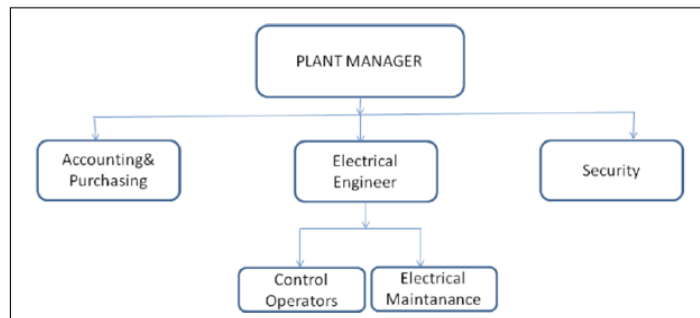 PLANT MANAGER
Accounting&
Purchasing
Electrical
Engineer
Security
Control
Operators
Electrical
Maintanance